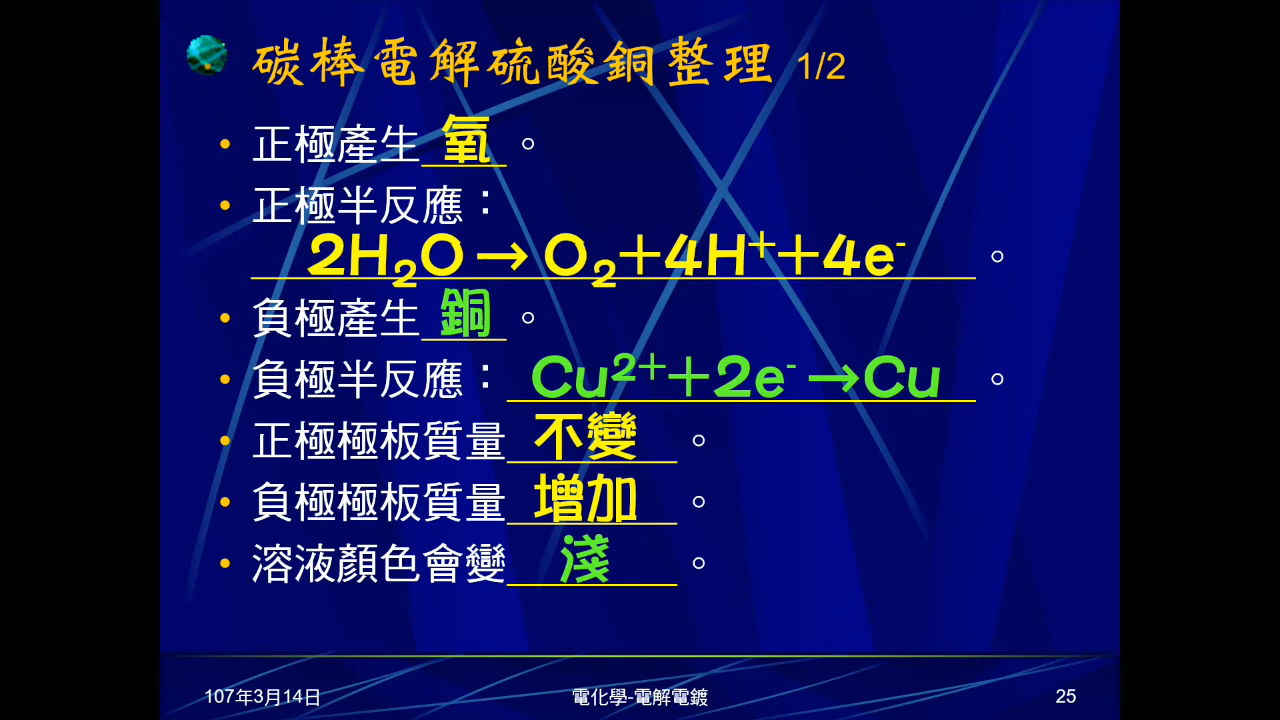 碳棒電解硫酸銅整理 1/2
• 正極產生 氧 。
• 正極半反應：
2H₂O→O₂+4H⁺+4e⁻ 。
• 負極產生 銅 。
• 負極半反應： Cu²⁺+2e⁻→Cu 。
• 正極極板質量 不變 。
• 負極極板質量 增加 。
• 溶液顏色會變 淺 。
107年3月14日 電化學-電解電鍍 25